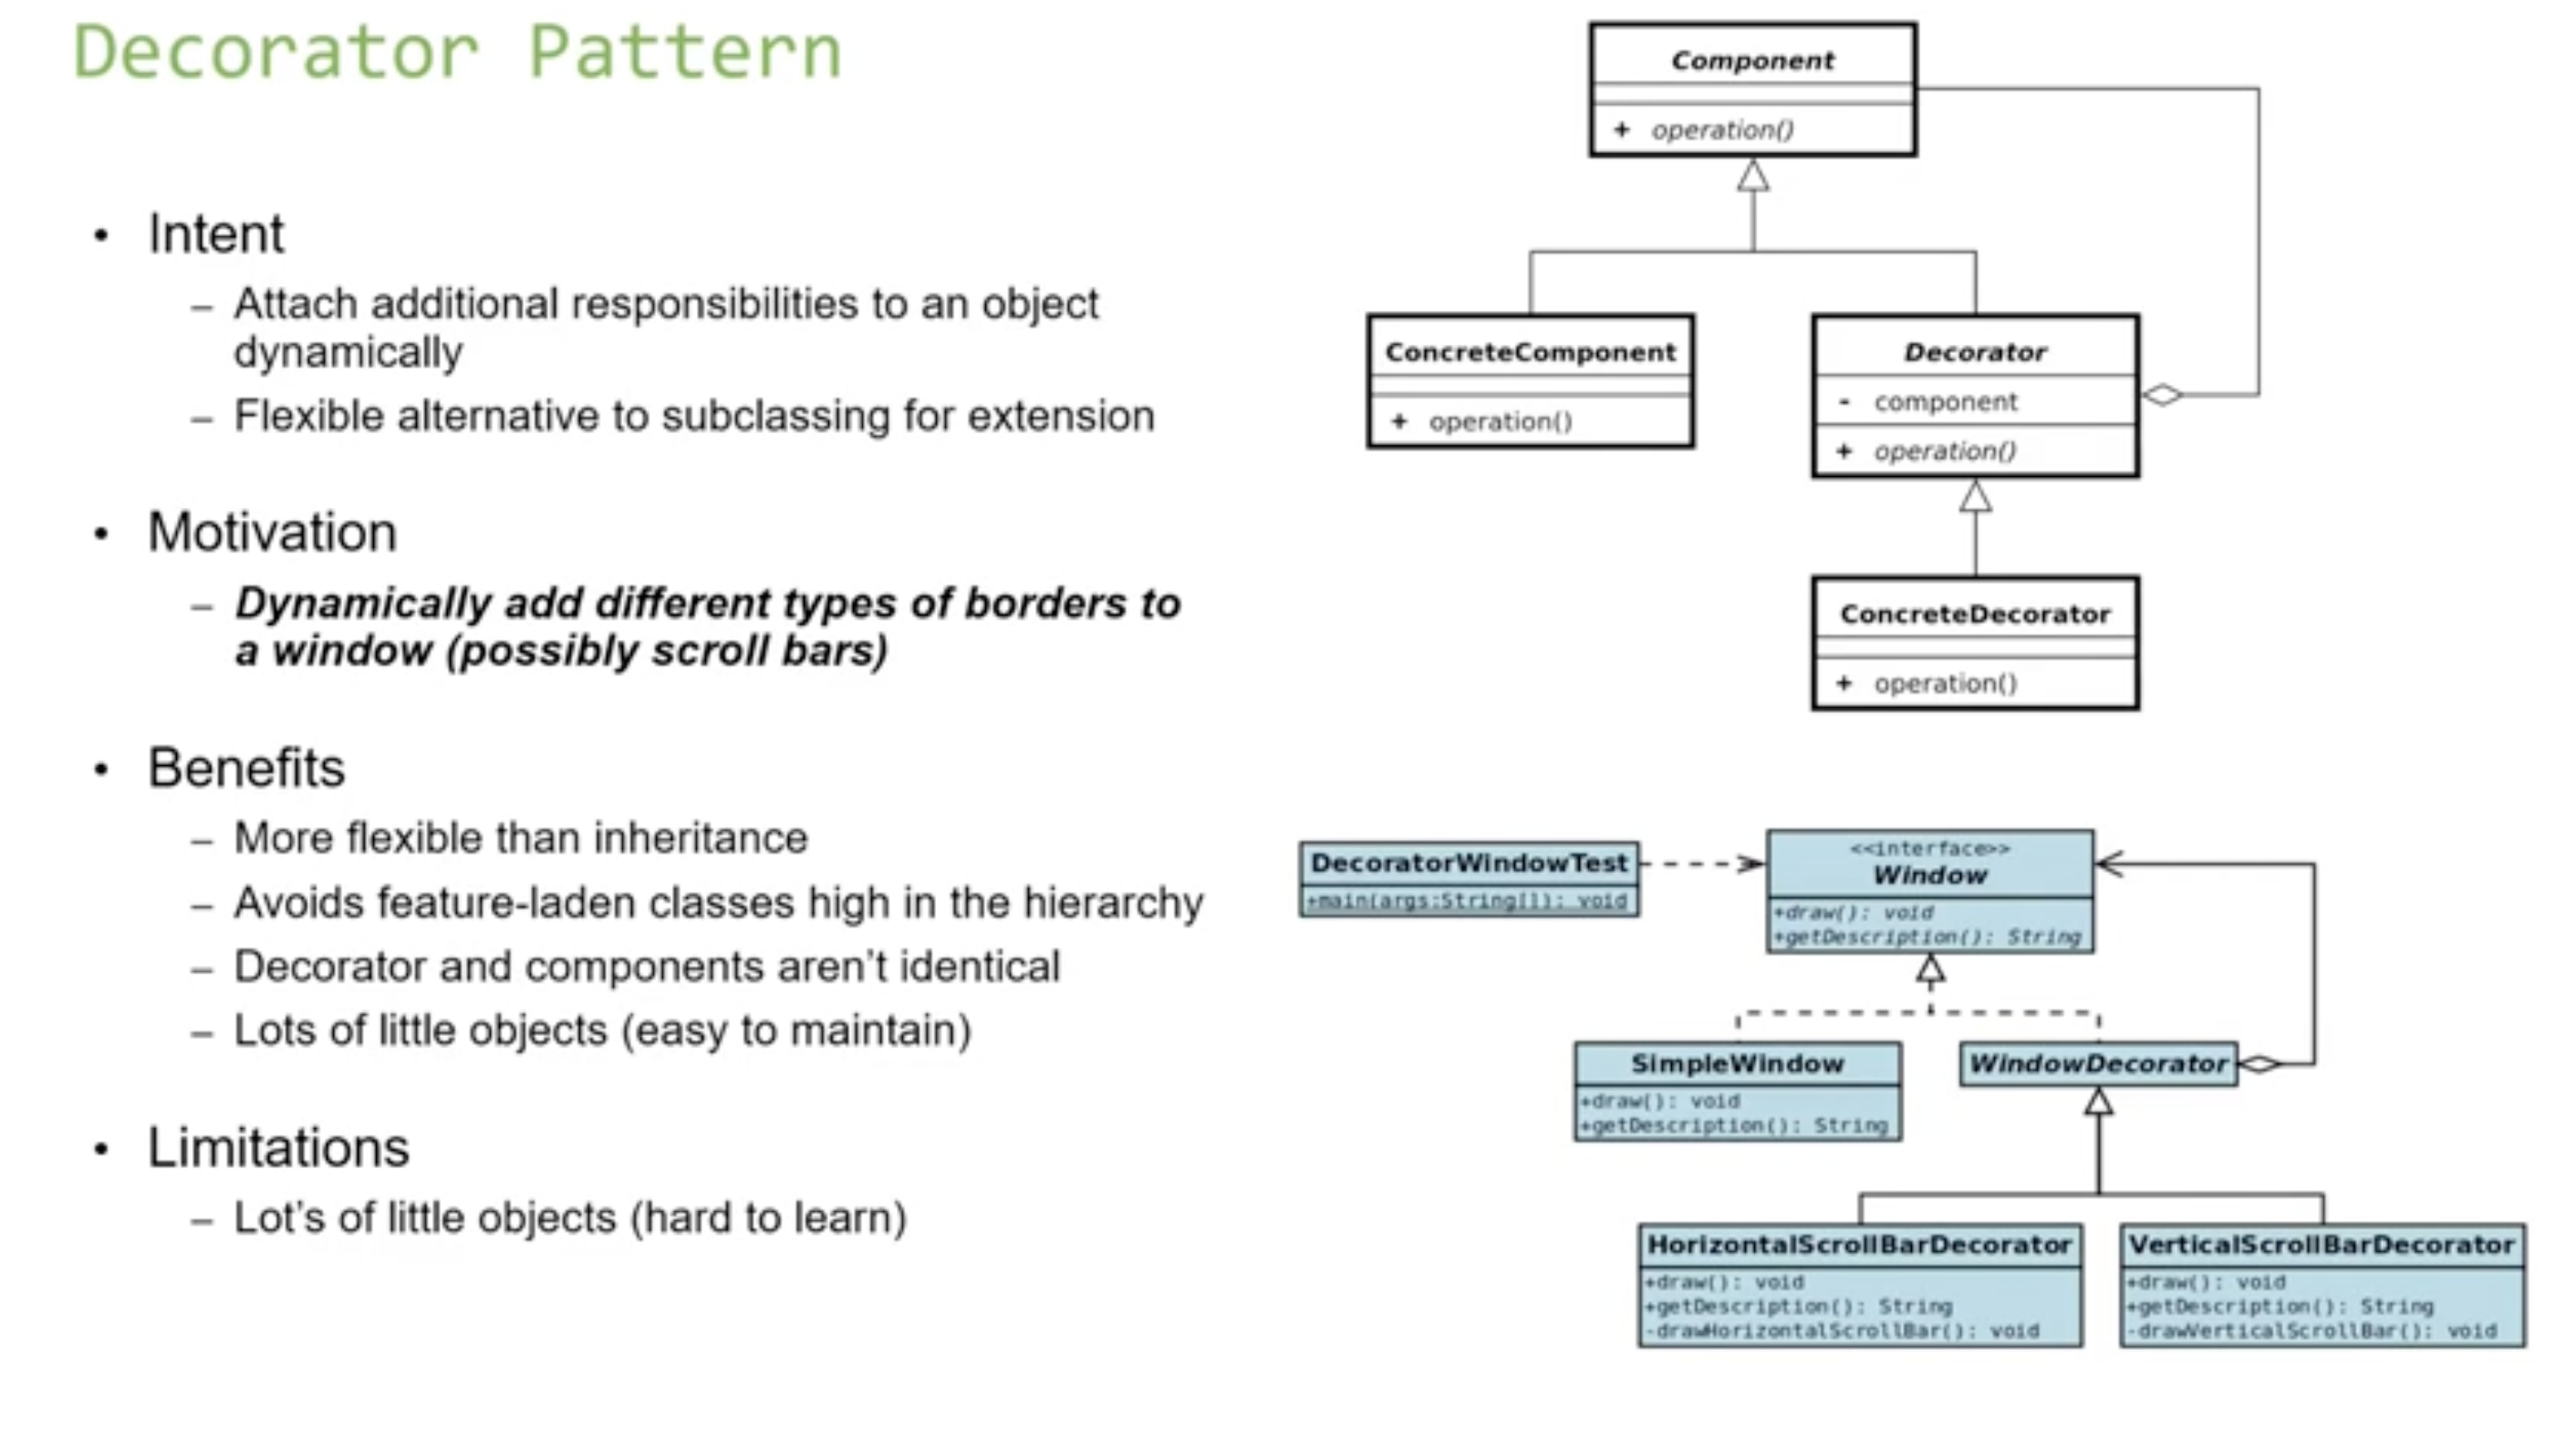 Decorator Pattern
• Intent
– Attach additional responsibilities to an object
dynamically
– Flexible alternative to subclassing for extension
• Motivation
– Dynamically add different types of borders to
a window (possibly scroll bars)
• Benefits
– More flexible than inheritance
– Avoids feature-laden classes high in the hierarchy
– Decorator and components aren’t identical
– Lots of little objects (easy to maintain)
• Limitations
– Lot’s of little objects (hard to learn)
Component
+ operation()
ConcreteComponent
+ operation()
Decorator
- component
+ operation()
ConcreteDecorator
+ operation()
DecoratorWindowTest
+main(args:String[]): void
<<interface>>
Window
+draw(): void
+getDescription(): String
SimpleWindow
+draw(): void
+getDescription(): String
WindowDecorator
HorizontalScrollBarDecorator
+draw(): void
+getDescription(): String
-drawHorizontalScrollBar(): void
VerticalScrollBarDecorator
+draw(): void
+getDescription(): String
-drawVerticalScrollBar(): void